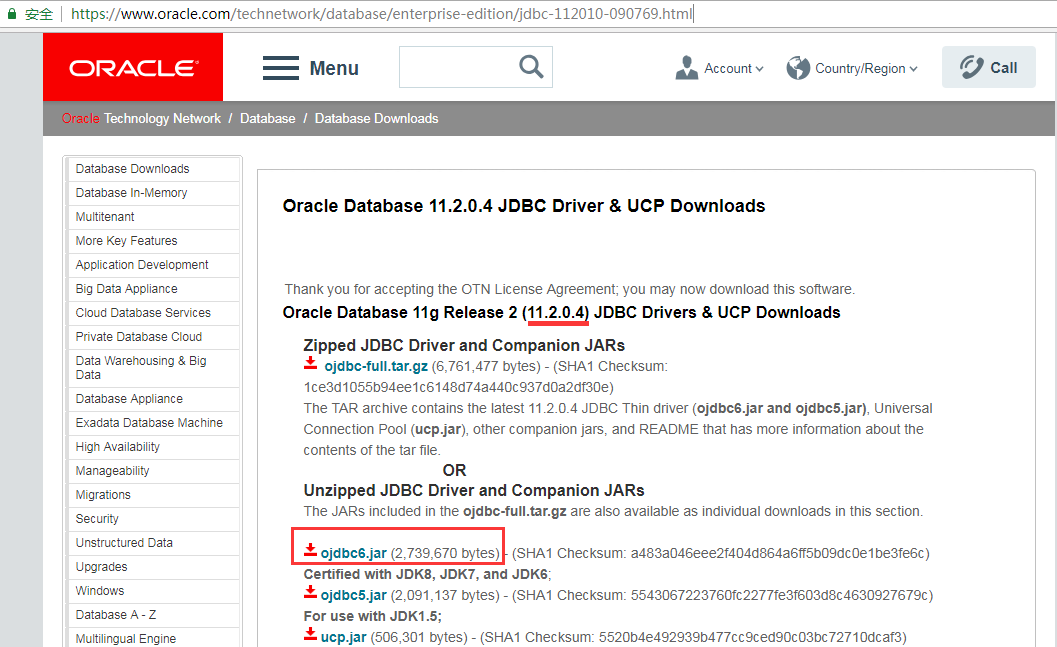 安全 https://www.oracle.com/technetwork/database/enterprise-edition/jdbc-112010-090769.html
ORACLE
Menu
Account
Country/Region
Call
Oracle Technology Network / Database / Database Downloads
Database Downloads
Database In-Memory
Multitenant
More Key Features
Application Development
Big Data Appliance
Cloud Database Services
Private Database Cloud
Data Warehousing & Big
Data
Database Appliance
Exadata Database Machine
High Availability
Manageability
Migrations
Security
Unstructured Data
Upgrades
Windows
Database A - Z
Multilingual Engine
Oracle Database 11.2.0.4 JDBC Driver & UCP Downloads
Thank you for accepting the OTN License Agreement; you may now download this software.
Oracle Database 11g Release 2 (11.2.0.4) JDBC Drivers & UCP Downloads
Zipped JDBC Driver and Companion JARs
ojdbc-full.tar.gz (6,761,477 bytes) - (SHA1 Checksum:
1ce3d1055b94ee1c6148d74a440c937d0a2df30e)
The TAR archive contains the latest 11.2.0.4 JDBC Thin driver (ojdbc6.jar and ojdbc5.jar), Universal
Connection Pool (ucp.jar), other companion jars, and README that has more information about the
contents of the tar file.
OR
Unzipped JDBC Driver and Companion JARs
The JARs included in the ojdbc-full.tar.gz are also available as individual downloads in this section.
ojdbc6.jar (2,739,670 bytes) - (SHA1 Checksum: a483a046eee2f404d864a6ff5b09dc0e1be3fe6c)
Certified with JDK8, JDK7, and JDK6;
ojdbc5.jar (2,091,137 bytes) - (SHA1 Checksum: 5543067223760fc2277fe3f603d8c4630927679c)
For use with JDK1.5;
ucp.jar (506,301 bytes) - (SHA1 Checksum: 5520b4e492939b477cc9ced90c03bc72710dcaf3)